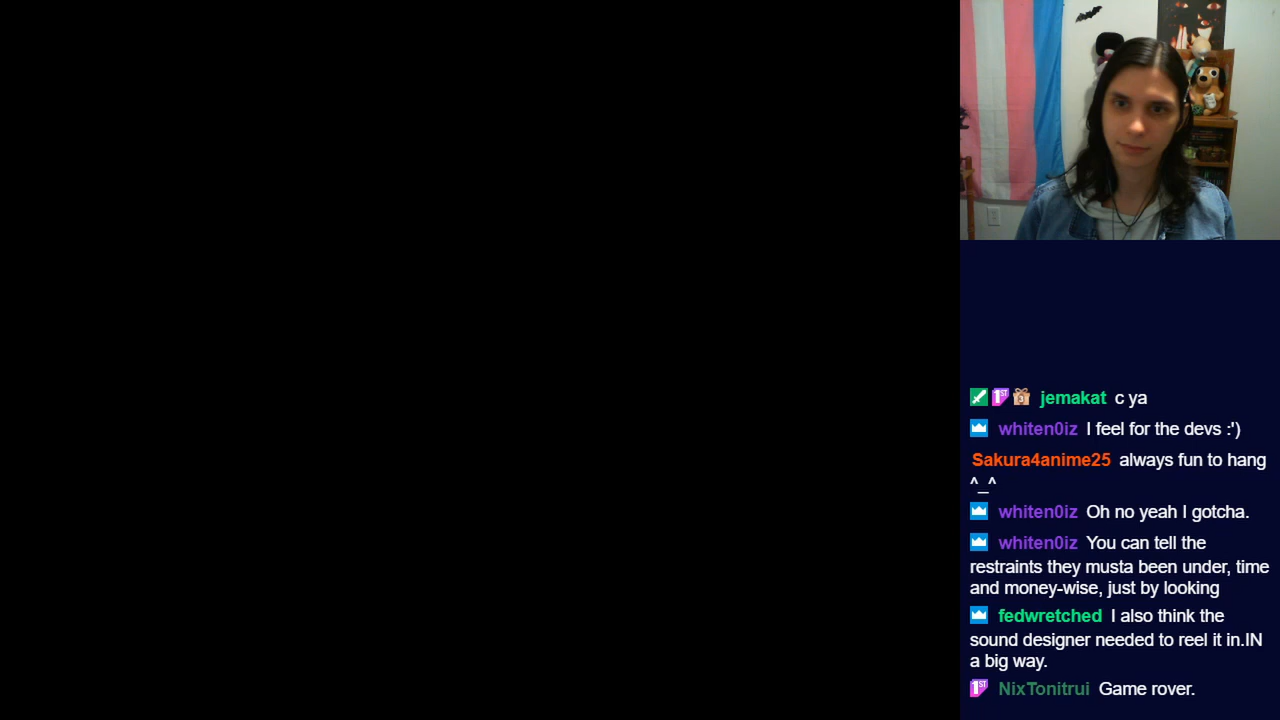 jemakat c ya
whiten0iz I feel for the devs :')
Sakura4anime25 always fun to hang
^_^
whiten0iz Oh no yeah I gotcha.
whiten0iz You can tell the
restraints they musta been under, time
and money-wise, just by looking
fedwretched I also think the
sound designer needed to reel it in.IN
a big way.
NixTonitrui Game rover.